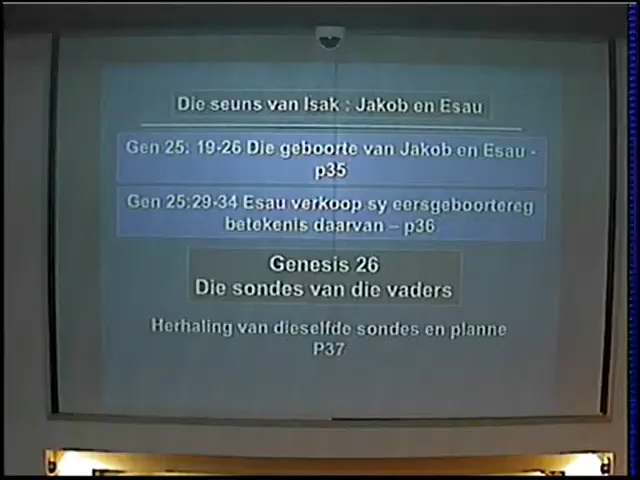 Die seuns van Isak : Jakob en Esau
Gen 25: 19-26 Die geboorte van Jakob en Esau -
p35
Gen 25:29-34 Esau verkoop sy eersgeboortereg
betekenis daarvan – p36
Genesis 26
Die sondes van die vaders
Herhaling van dieselfde sondes en planne
P37